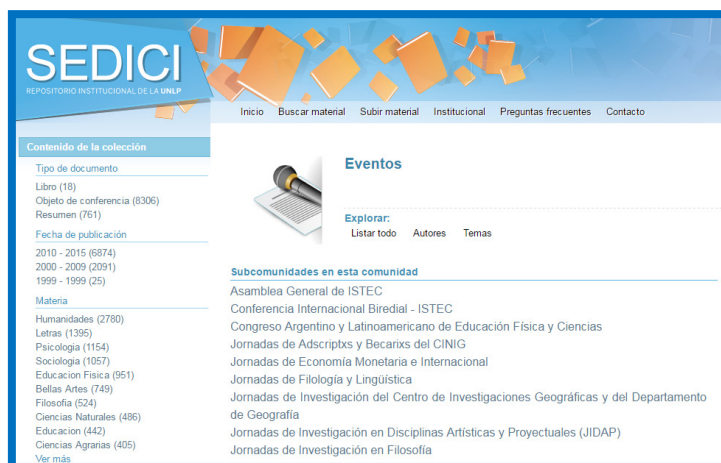 SEDICI
REPOSITORIO INSTITUCIONAL DE LA UNLP
Inicio Buscar material Subir material Institucional Preguntas frecuentes Contacto
Contenido de la colección
Tipo de documento
Libro (18)
Objeto de conferencia (8306)
Resumen (761)
Fecha de publicación
2010 - 2015 (6874)
2000 - 2009 (2091)
1999 - 1999 (25)
Materia
Humanidades (2780)
Letras (1395)
Psicologia (1154)
Sociologia (1057)
Educacion Fisica (951)
Bellas Artes (749)
Filosofia (524)
Ciencias Naturales (486)
Educacion (442)
Ciencias Agrarias (405)
Ver más
Eventos
Explorar:
Listar todo Autores Temas
Subcomunidades en esta comunidad
Asamblea General de ISTEC
Conferencia Internacional Biredial - ISTEC
Congreso Argentino y Latinoamericano de Educación Física y Ciencias
Jornadas de Adscriptxs y Becarixs del CINIG
Jornadas de Economía Monetaria e Internacional
Jornadas de Filología y Lingüística
Jornadas de Investigación del Centro de Investigaciones Geográficas y del Departamento
de Geografía
Jornadas de Investigación en Disciplinas Artísticas y Proyectuales (JIDAP)
Jornadas de Investigación en Filosofía